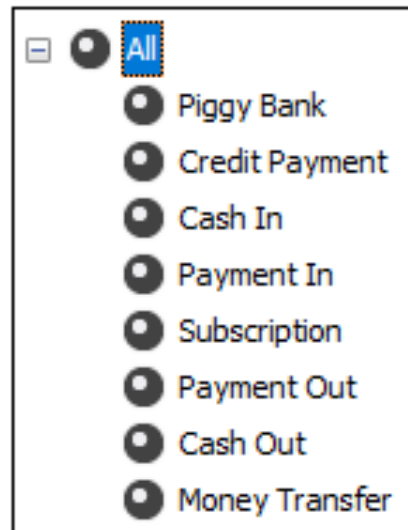 All
Piggy Bank
Credit Payment
Cash In
Payment In
Subscription
Payment Out
Cash Out
Money Transfer